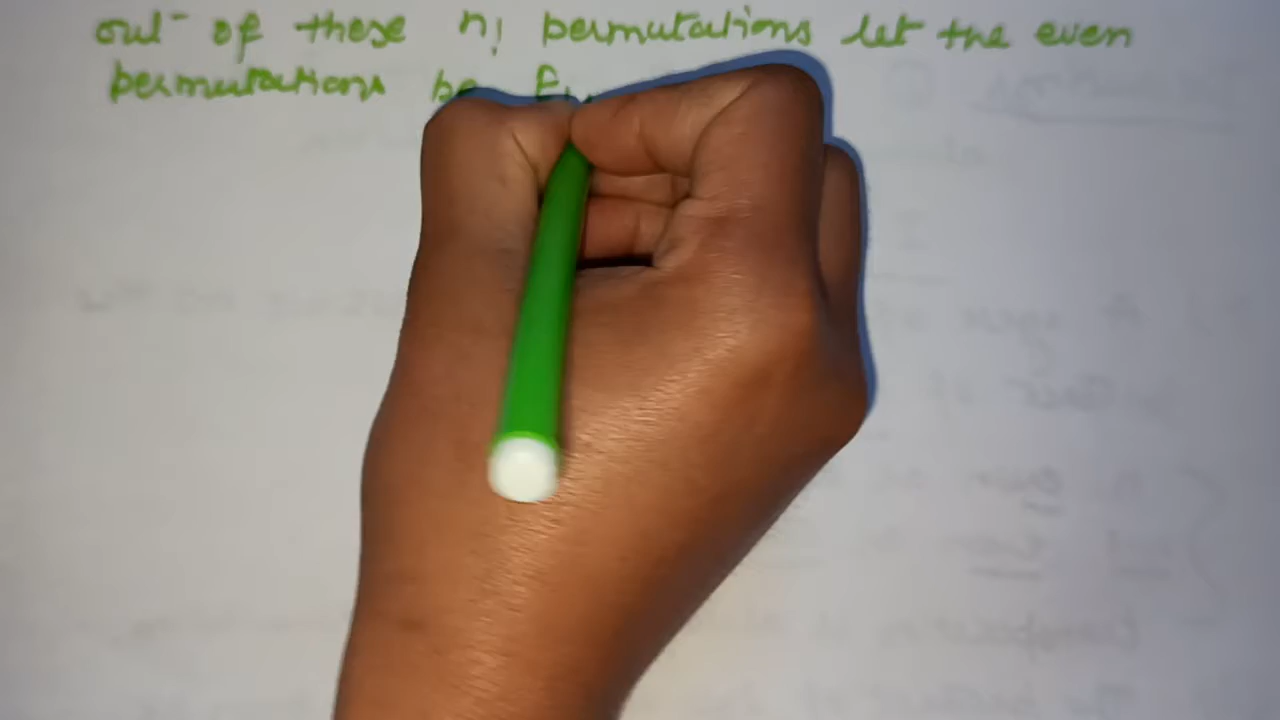 out of these n! permutations let the even
permutations be